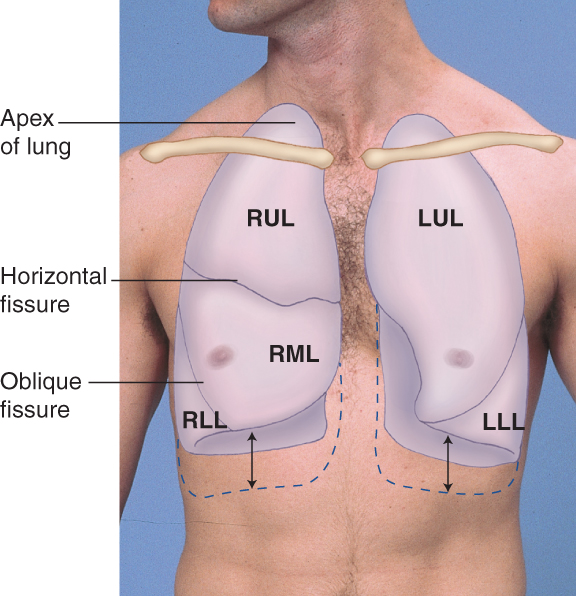 Apex
of lung
RUL
LUL
Horizontal
fissure
RML
Oblique
fissure
RLL
LLL